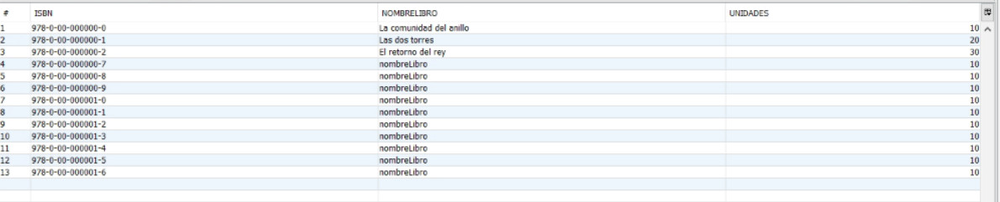 # ISBN NOMBRELIBRO UNIDADES
1 978-0-00-000000-0 La comunidad del anillo 10
2 978-0-00-000000-1 Las dos torres 20
3 978-0-00-000000-2 El retorno del rey 30
4 978-0-00-000000-7 nombreLibro 10
5 978-0-00-000000-8 nombreLibro 10
6 978-0-00-000000-9 nombreLibro 10
7 978-0-00-000001-0 nombreLibro 10
8 978-0-00-000001-1 nombreLibro 10
9 978-0-00-000001-2 nombreLibro 10
10 978-0-00-000001-3 nombreLibro 10
11 978-0-00-000001-4 nombreLibro 10
12 978-0-00-000001-5 nombreLibro 10
13 978-0-00-000001-6 nombreLibro 10